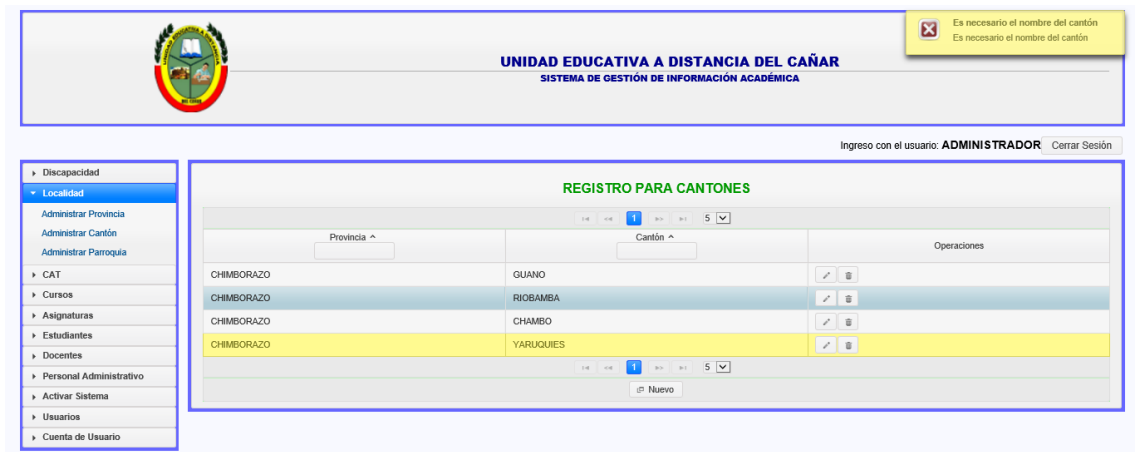 Es necesario el nombre del cantón
Es necesario el nombre del cantón
UNIDAD EDUCATIVA A DISTANCIA DEL CAÑAR
SISTEMA DE GESTIÓN DE INFORMACIÓN ACADÉMICA
Ingreso con el usuario: ADMINISTRADOR Cerrar Sesión
Discapacidad
Localidad
Administrar Provincia
Administrar Cantón
Administrar Parroquia
CAT
Cursos
Asignaturas
Estudiantes
Docentes
Personal Administrativo
Activar Sistema
Usuarios
Cuenta de Usuario
REGISTRO PARA CANTONES
1 5
Provincia Cantón Operaciones
CHIMBORAZO GUANO
CHIMBORAZO RIOBAMBA
CHIMBORAZO CHAMBO
CHIMBORAZO YARUQUIES
1 5
Nuevo